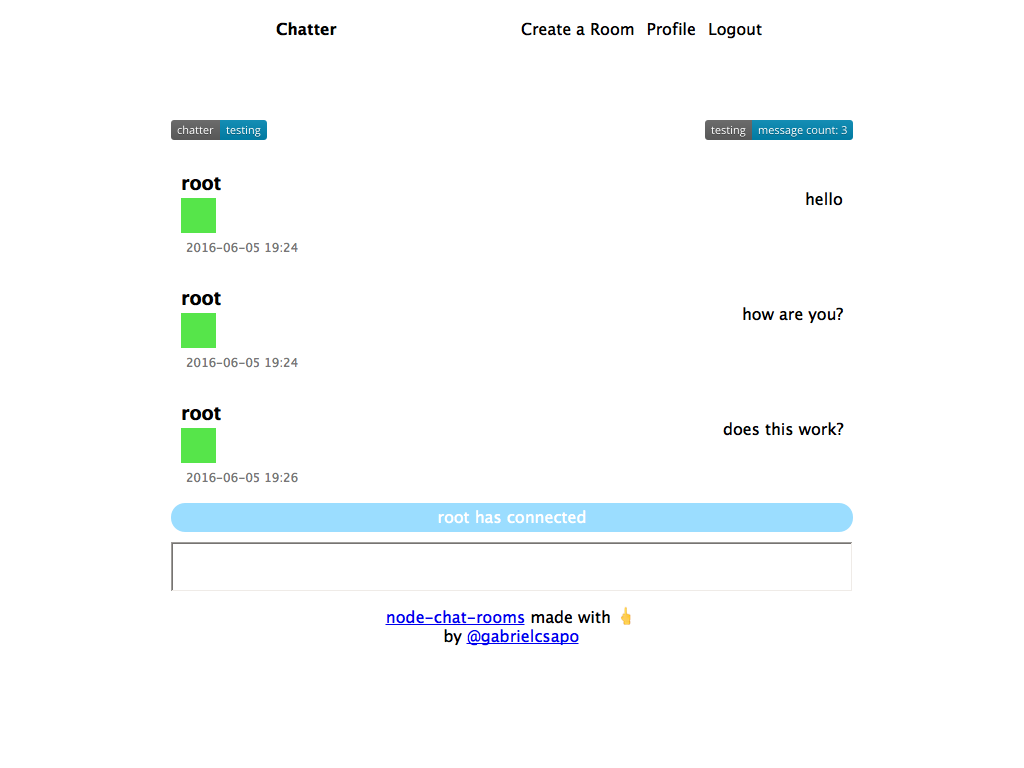 Chatter Create a Room Profile Logout
chatter testing testing message count: 3
root
hello
2016-06-05 19:24
root
how are you?
2016-06-05 19:24
root
does this work?
2016-06-05 19:26
root has connected
node-chat-rooms made with 🖕
by @gabrielcsapo